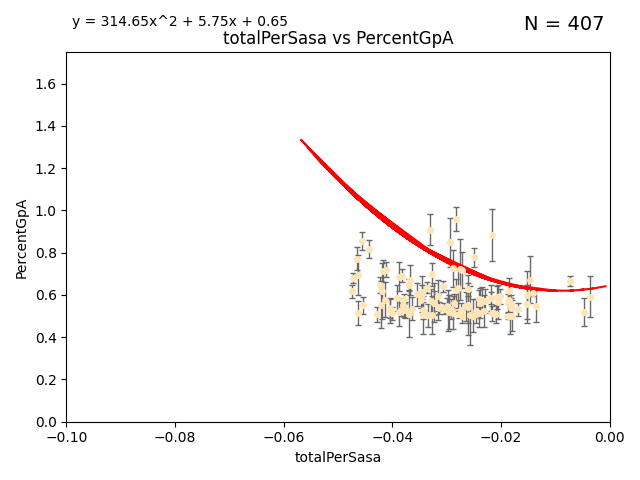 y = 314.65x^2 + 5.75x + 0.65
N = 407
totalPerSasa vs PercentGpA
PercentGpA
1.6
1.4
1.2
1.0
0.8
0.6
0.4
0.2
0.0
−0.10 −0.08 −0.06 −0.04 −0.02 0.00
totalPerSasa